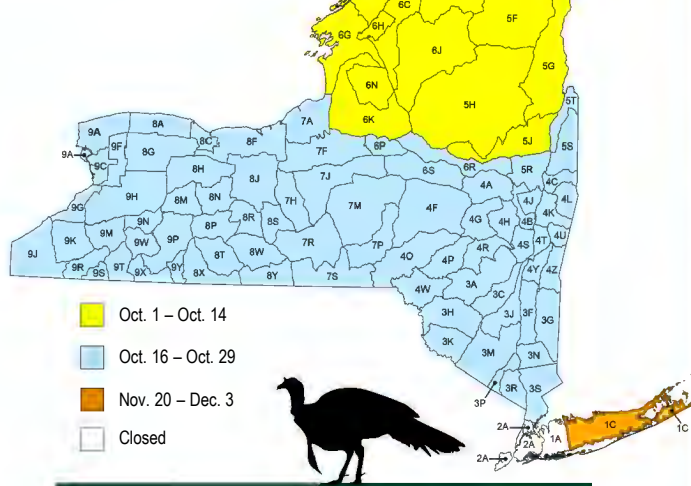 6C
5F
6H
6G
6J
5G
6N
5H
6K
5T
7A
9A
8A
5J
8C
8F
6P
9F
7F
5S
9A
8G
9C
6R
8H
6S
5R
7J
8J
4A
4C
9H
8M
8N
7H
4J
4L
7M
4F
9G
4K
8R
8S
4G
4H
4B
9N
8P
9M
4U
9K
9W
9P
7R
7P
4R
4S
4T
9J
8T
8W
4O
4P
9R
9S
9T
9X
9Y
8X
8Y
7S
4Y
4Z
4W
3A
3C
3H
3J
3F
3G
3K
3M
3N
3R
3S
3P
Oct. 1 – Oct. 14
Oct. 16 – Oct. 29
Nov. 20 – Dec. 3
Closed
2A
2A
1A
1C
1C
2A